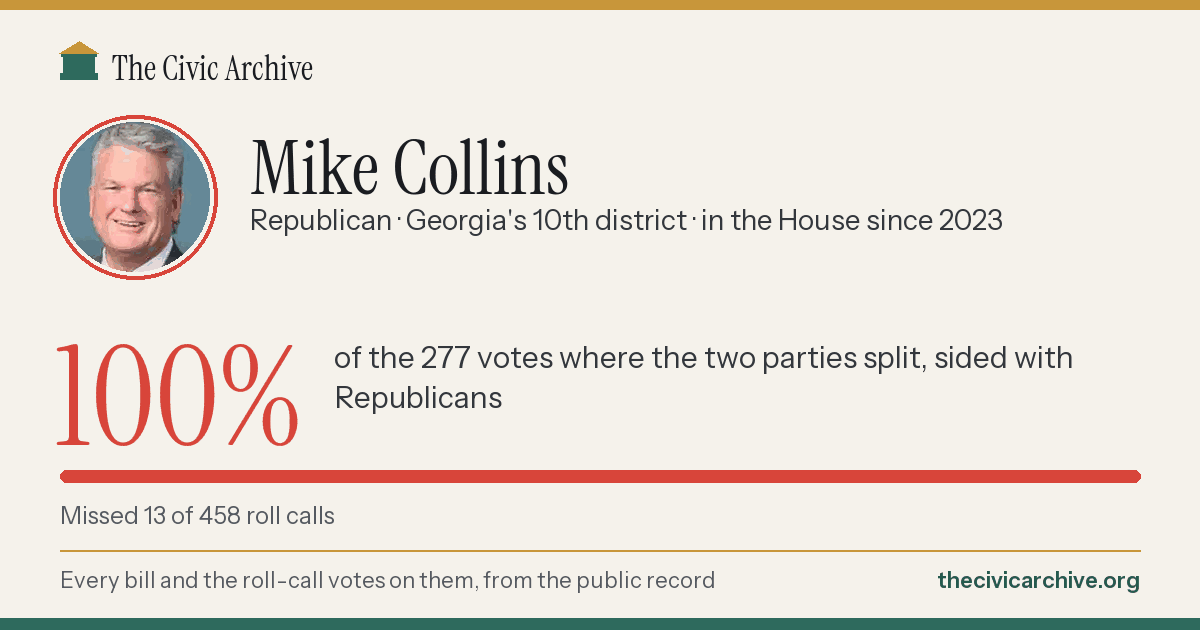 The Civic Archive
Mike Collins
Republican · Georgia's 10th district · in the House since 2023
100%
of the 277 votes where the two parties split, sided with
Republicans
Missed 13 of 458 roll calls
Every bill and the roll-call votes on them, from the public record
thecivicarchive.org